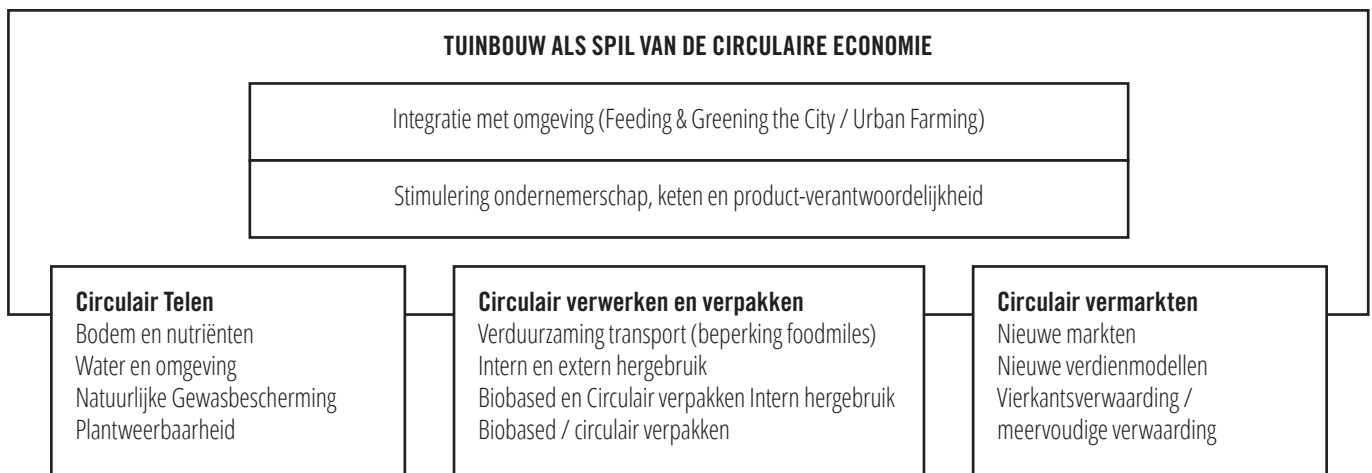 TUINBOUW ALS SPIL VAN DE CIRCULAIRE ECONOMIE
Integratie met omgeving (Feeding & Greening the City / Urban Farming)
Stimulering ondernemerschap, keten en product-verantwoordelijkheid
Circulair Telen
Bodem en nutriënten
Water en omgeving
Natuurlijke Gewasbescherming
Plantweerbaarheid
Circulair verwerken en verpakken
Verduurzaming transport (beperking foodmiles)
Intern en extern hergebruik
Biobased en Circulair verpakken Intern hergebruik
Biobased / circulair verpakken
Circulair vermarkten
Nieuwe markten
Nieuwe verdienmodellen
Vierkantsverwaarding /
meervoudige verwaarding